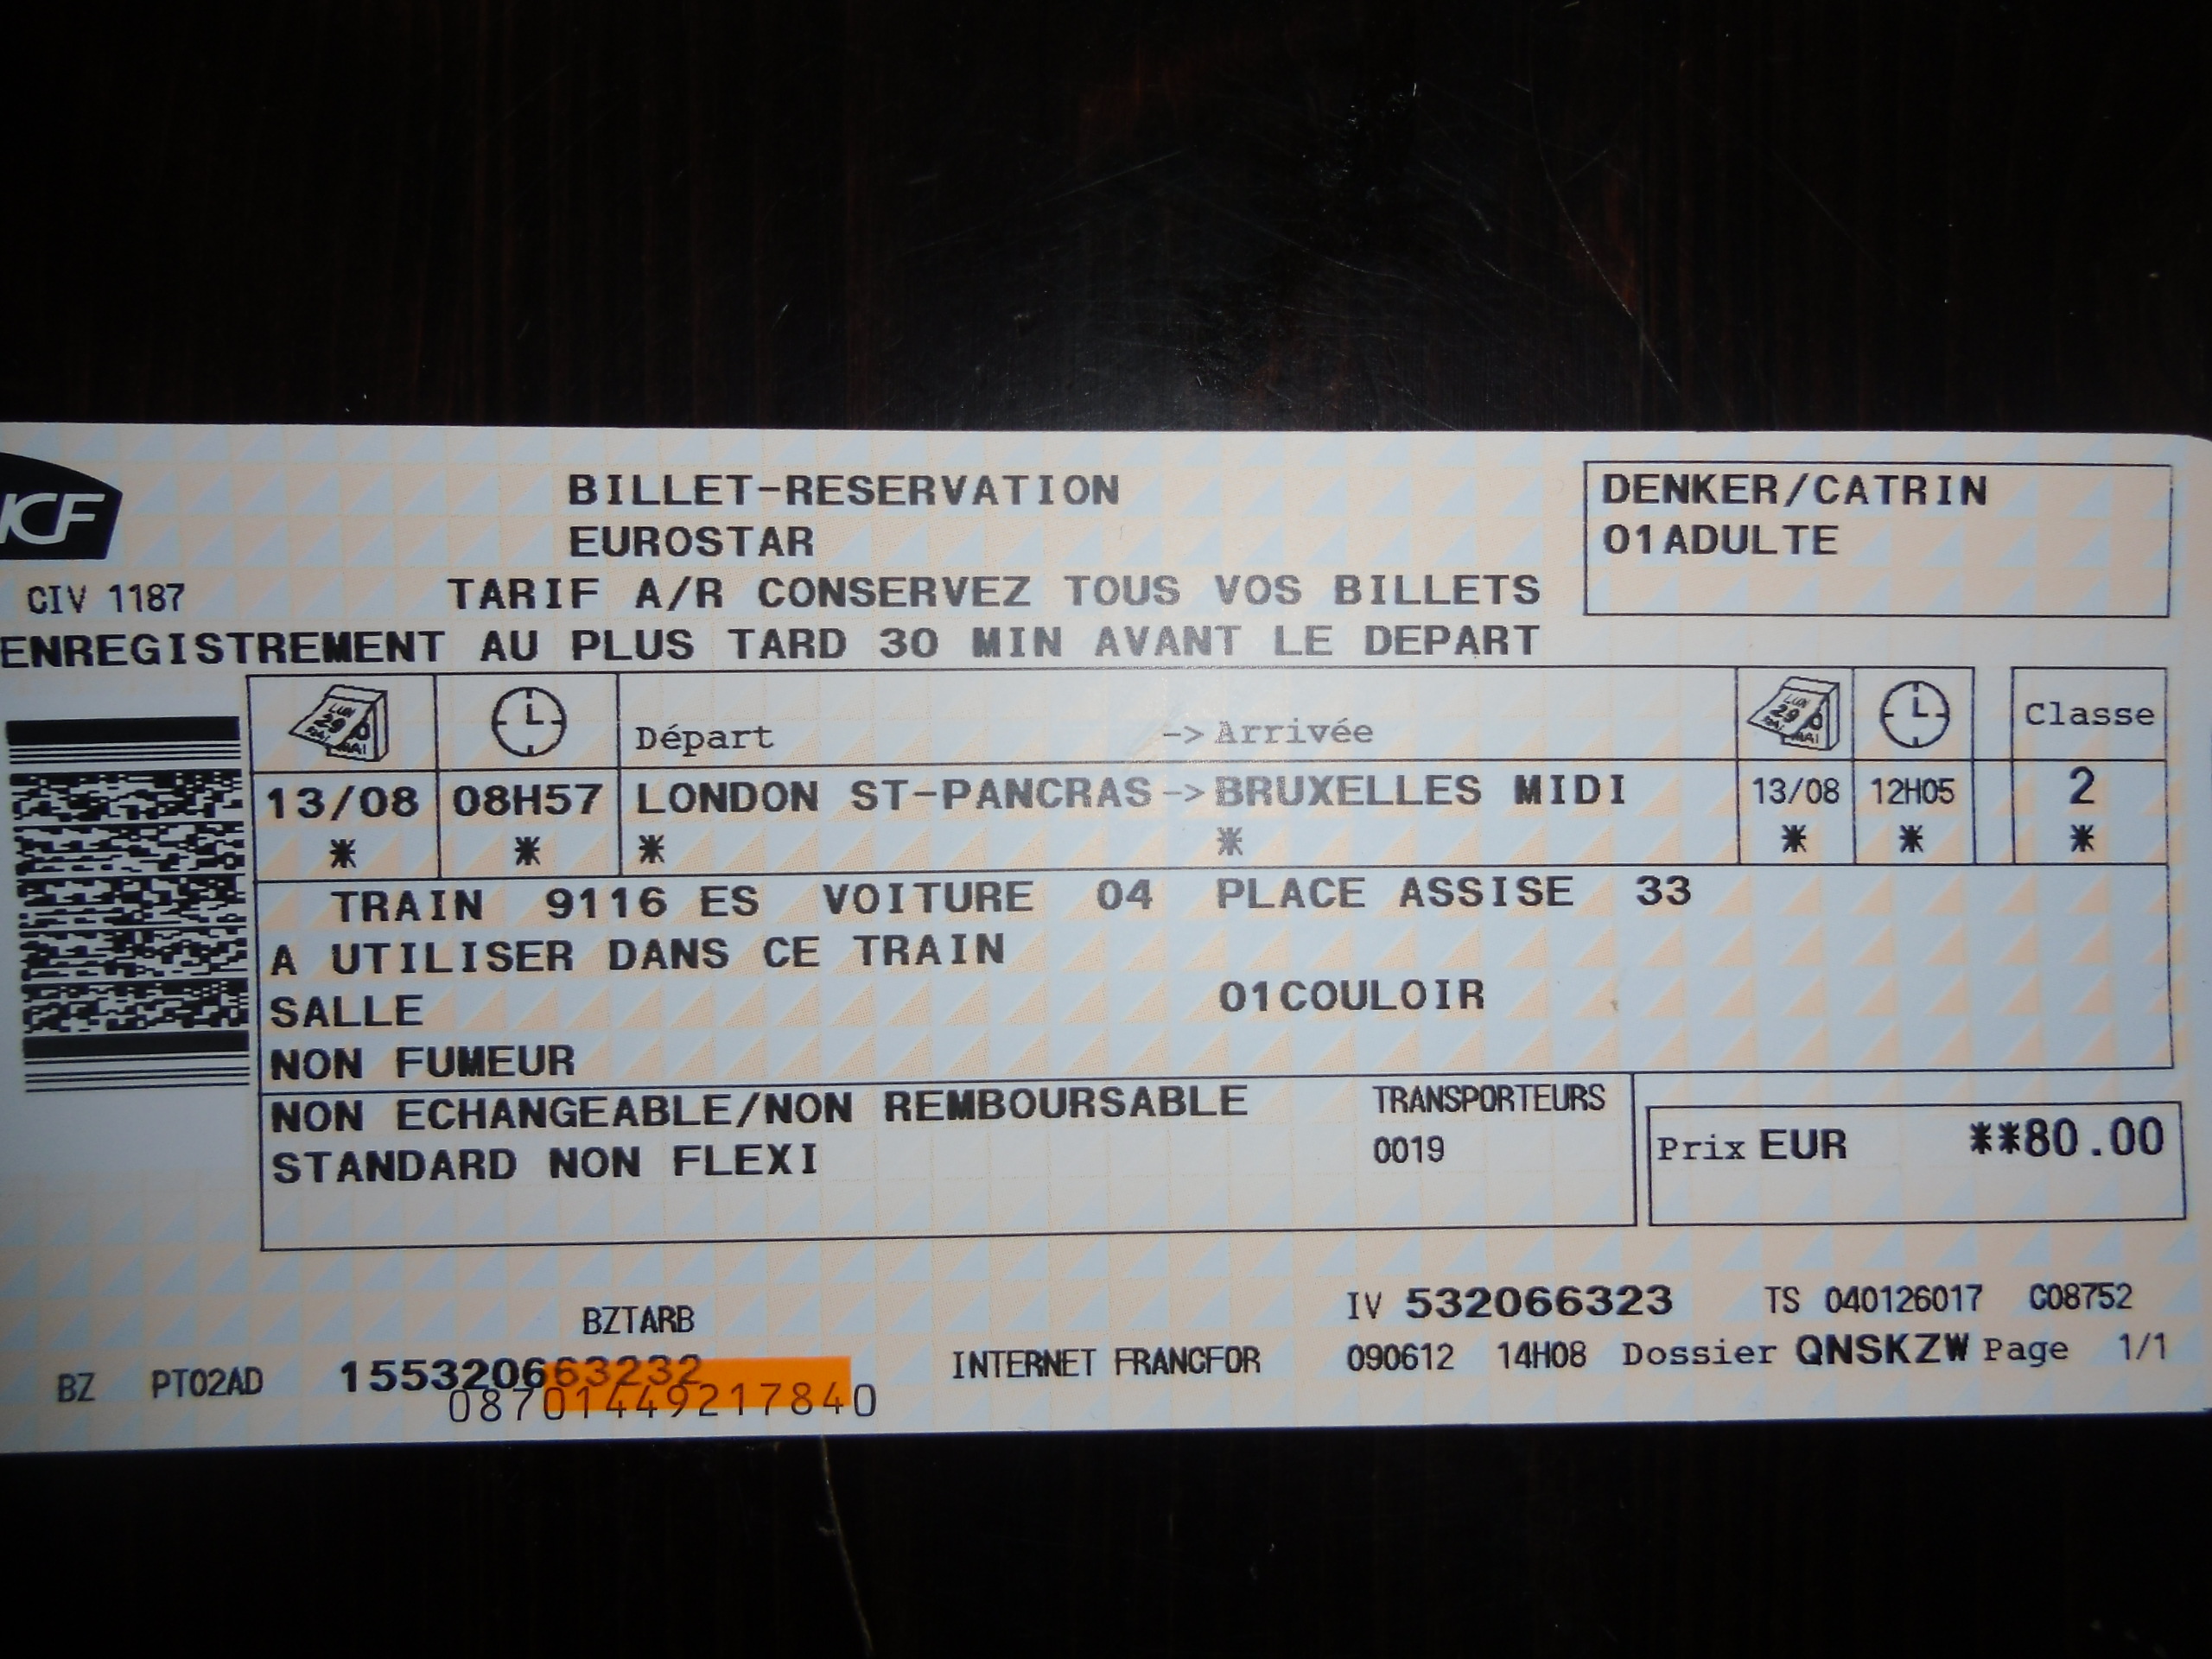 BILLET-RESERVATION
EUROSTAR
DENKER/CATRIN
01ADULTE
CIV 1187
TARIF A/R CONSERVEZ TOUS VOS BILLETS
ENREGISTREMENT AU PLUS TARD 30 MIN AVANT LE DEPART
Départ -> Arrivée Classe
13/08 08H57 LONDON ST-PANCRAS -> BRUXELLES MIDI 13/08 12H05 2
* * * * * * *
TRAIN 9116 ES VOITURE 04 PLACE ASSISE 33
A UTILISER DANS CE TRAIN
SALLE 01COULOIR
NON FUMEUR
NON ECHANGEABLE/NON REMBOURSABLE TRANSPORTEURS
STANDARD NON FLEXI 0019
Prix EUR **80.00
BZTARB IV 532066323 TS 040126017 C08752
BZ PT02AD 155320663232 INTERNET FRANCFOR 090612 14H08 Dossier QNSKZW Page 1/1
08701449217840